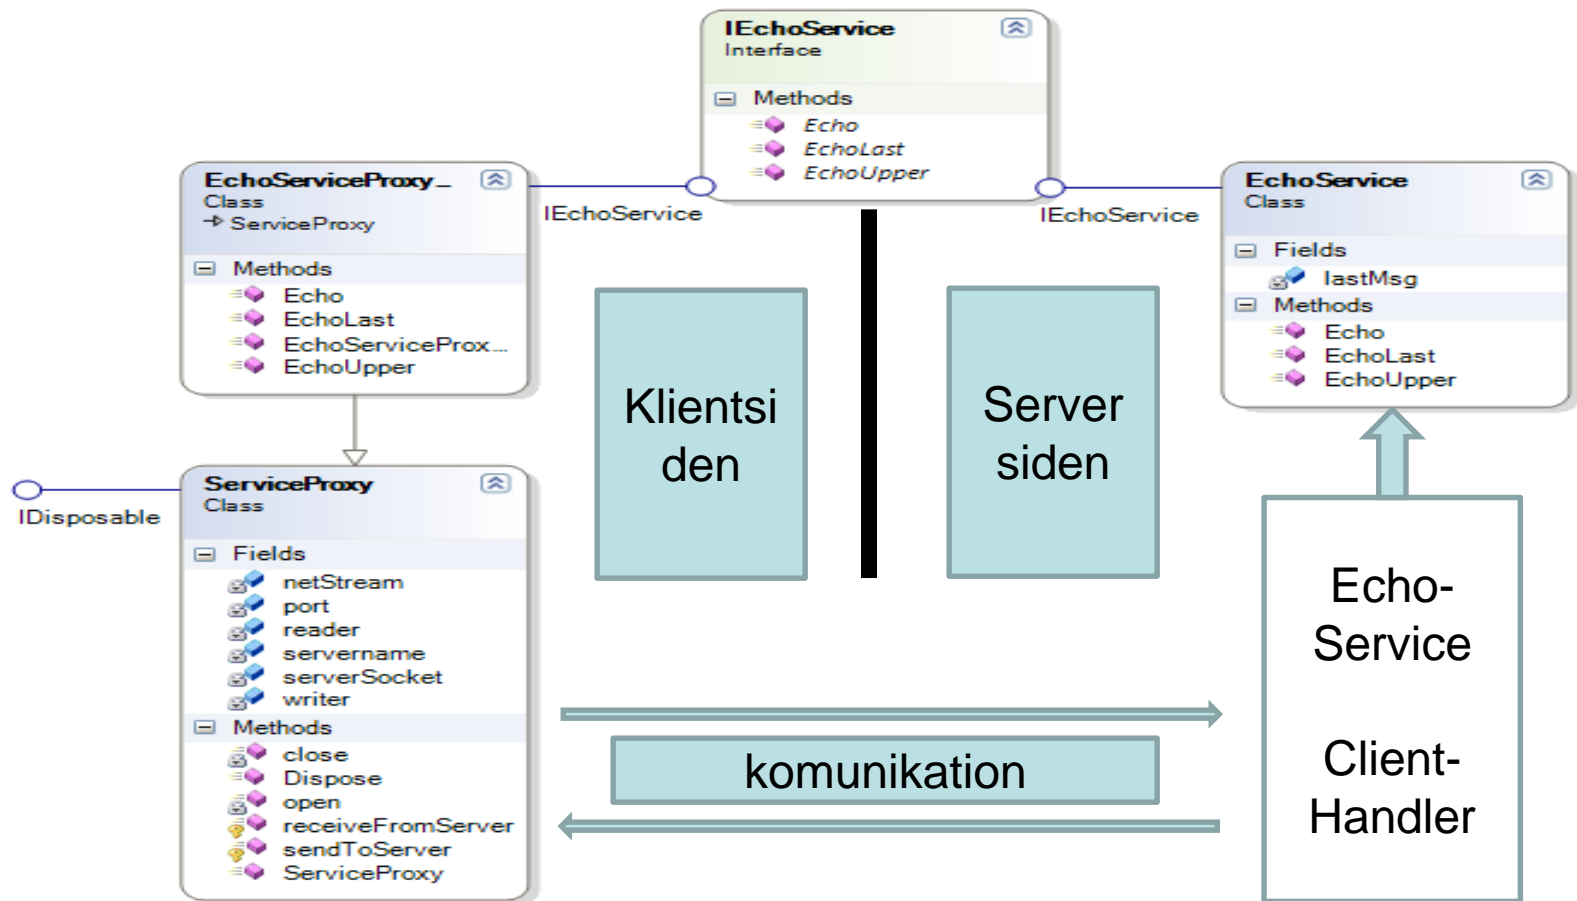 IEchoService
Interface
Methods
Echo
EchoLast
EchoUpper
EchoServiceProxy_
Class
ServiceProxy
Methods
Echo
EchoLast
EchoServiceProx...
EchoUpper
IEchoService
IEchoService
EchoService
Class
Fields
lastMsg
Methods
Echo
EchoLast
EchoUpper
Klientsi
den
Server
siden
IDisposable
ServiceProxy
Class
Fields
netStream
port
reader
servername
serverSocket
writer
Methods
close
Dispose
open
receiveFromServer
sendToServer
ServiceProxy
komunikation
Echo-
Service
Client-
Handler